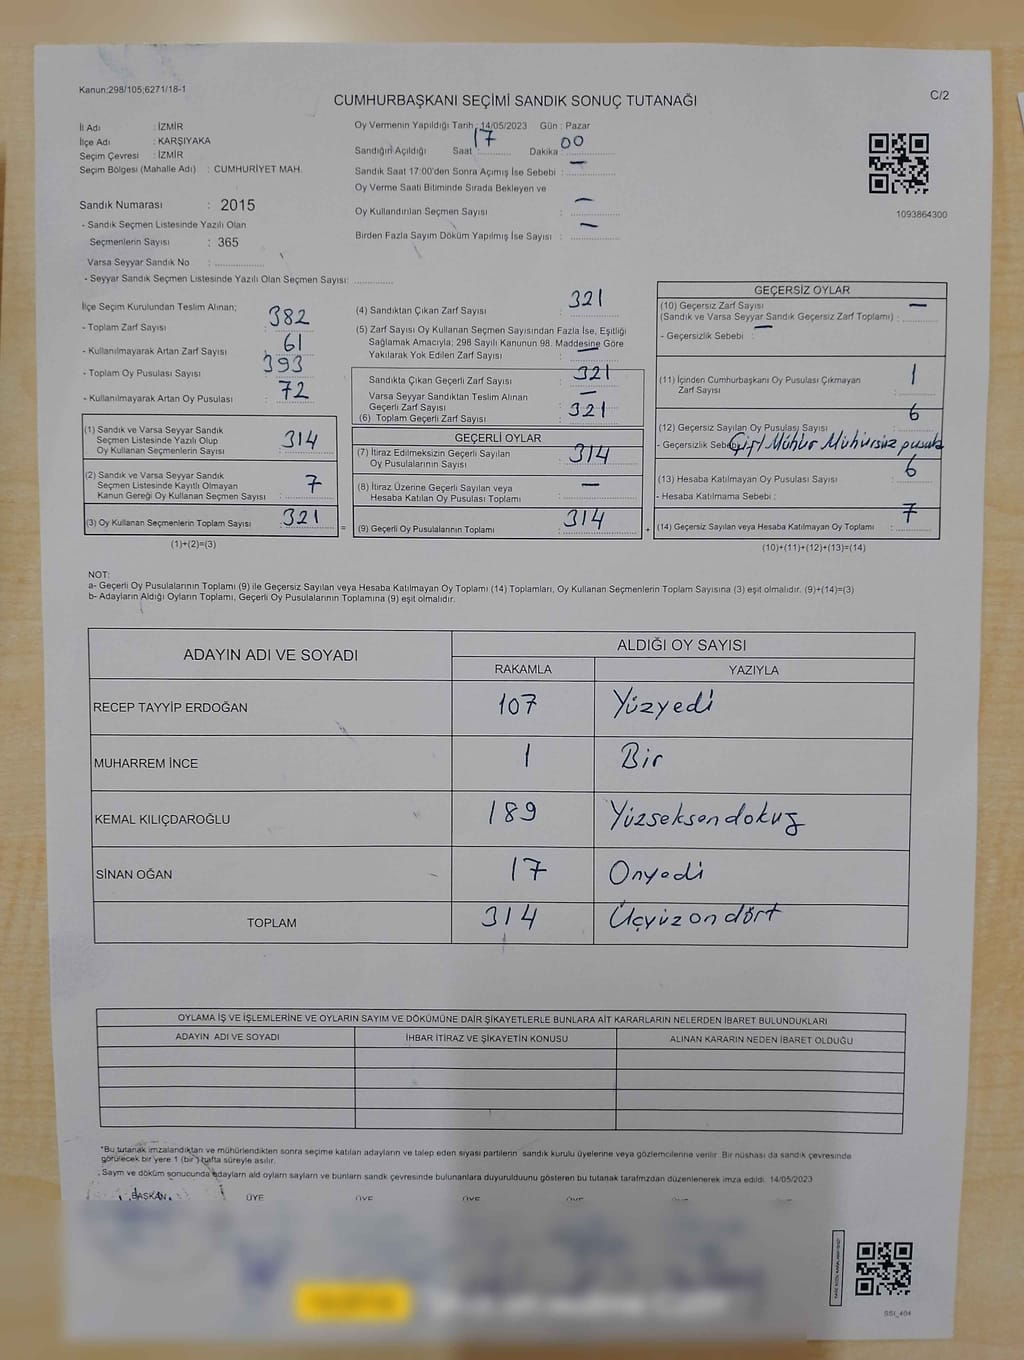 Kanun;298/105;6271/18-1
CUMHURBAŞKANI SEÇİMİ SANDIK SONUÇ TUTANAĞI
C/2
İl Adı : İZMİR
İlçe Adı : KARŞIYAKA
Seçim Çevresi : İZMİR
Seçim Bölgesi (Mahalle Adı) : CUMHURİYET MAH.
Sandık Numarası : 2015
- Sandık Seçmen Listesinde Yazılı Olan
Seçmenlerin Sayısı : 365
Varsa Seyyar Sandık No :
- Seyyar Sandık Seçmen Listesinde Yazılı Olan Seçmen Sayısı:
Oy Vermenin Yapıldığı Tarih : 14/05/2023 Gün : Pazar
Sandığın Açıldığı Saat 17 Dakika 00
Sandık Saat 17:00'den Sonra Açımış İse Sebebi : —
Oy Verme Saati Bitiminde Sırada Bekleyen ve
Oy Kullandırılan Seçmen Sayısı : —
Birden Fazla Sayım Döküm Yapılmış İse Sayısı : —
1093864300
İlçe Seçim Kurulundan Teslim Alınan;
- Toplam Zarf Sayısı : 382
- Kullanılmayarak Artan Zarf Sayısı : 61
- Toplam Oy Pusulası Sayısı : 393
- Kullanılmayarak Artan Oy Pusulası : 72
(1) Sandık ve Varsa Seyyar Sandık
Seçmen Listesinde Yazılı Olup
Oy Kullanan Seçmenlerin Sayısı : 314
(2) Sandık ve Varsa Seyyar Sandık
Seçmen Listesinde Kayıtlı Olmayan
Kanun Gereği Oy Kullanan Seçmen Sayısı : 7
(3) Oy Kullanan Seçmenlerin Toplam Sayısı : 321
(1)+(2)=(3)
=
(4) Sandıktan Çıkan Zarf Sayısı : 321
(5) Zarf Sayısı Oy Kullanan Seçmen Sayısından Fazla İse, Eşitliği
Sağlamak Amacıyla; 298 Sayılı Kanunun 98. Maddesine Göre
Yakılarak Yok Edilen Zarf Sayısı : —
Sandıkta Çıkan Geçerli Zarf Sayısı : 321
Varsa Seyyar Sandıktan Teslim Alınan
Geçerli Zarf Sayısı : —
(6) Toplam Geçerli Zarf Sayısı : 321
GEÇERLİ OYLAR
(7) İtiraz Edilmeksizin Geçerli Sayılan
Oy Pusulalarının Sayısı : 314
(8) İtiraz Üzerine Geçerli Sayılan veya
Hesaba Katılan Oy Pusulası Toplamı : —
(9) Geçerli Oy Pusulalarının Toplamı : 314
+
GEÇERSİZ OYLAR
(10) Geçersiz Zarf Sayısı —
(Sandık ve Varsa Seyyar Sandık Geçersiz Zarf Toplamı) :
- Geçersizlik Sebebi : —
(11) İçinden Cumhurbaşkanı Oy Pusulası Çıkmayan
Zarf Sayısı : 1
(12) Geçersiz Sayılan Oy Pusulası Sayısı : 6
- Geçersizlik Sebebi Çift Mühür Mühürsüz pusula
(13) Hesaba Katılmayan Oy Pusulası Sayısı : 6
- Hesaba Katılmama Sebebi :
(14) Geçersiz Sayılan veya Hesaba Katılmayan Oy Toplamı : 7
(10)+(11)+(12)+(13)=(14)
NOT:
a- Geçerli Oy Pusulalarının Toplamı (9) ile Geçersiz Sayılan veya Hesaba Katılmayan Oy Toplamı (14) Toplamları, Oy Kullanan Seçmenlerin Toplam Sayısına (3) eşit olmalıdır. (9)+(14)=(3)
b- Adayların Aldığı Oyların Toplamı, Geçerli Oy Pusulalarının Toplamına (9) eşit olmalıdır.
ADAYIN ADI VE SOYADI
ALDIĞI OY SAYISI
RAKAMLA YAZIYLA
RECEP TAYYİP ERDOĞAN 107 Yüzyedi
MUHARREM İNCE 1 Bir
KEMAL KILIÇDAROĞLU 189 Yüzseksendokuz
SİNAN OĞAN 17 Onyedi
TOPLAM 314 Üçyüzondört
OYLAMA İŞ VE İŞLEMLERİNE VE OYLARIN SAYIM VE DÖKÜMÜNE DAİR ŞİKAYETLERLE BUNLARA AİT KARARLARIN NELERDEN İBARET BULUNDUKLARI
ADAYIN ADI VE SOYADI İHBAR İTİRAZ VE ŞİKAYETİN KONUSU ALINAN KARARIN NEDEN İBARET OLDUĞU
*Bu tutanak imzalandıktan ve mühürlendikten sonra seçime katılan adayların ve talep eden siyasi partilerin sandık kurulu üyelerine veya gözlemcilerine verilir. Bir nüshası da sandık çevresinde
görülecek bir yere 1 (bir) hafta süreyle asılır.
Sayım ve döküm sonucunda adayların ald oyların sayları ve bunların sandık çevresinde bulunanlara duyurulduunu gösteren bu tutanak tarafmzdan düzenlenerek imza edildi. 14/05/2023
BAŞKAN ÜYE ÜYE ÜYE ÜYE ÜYE
SSI_404